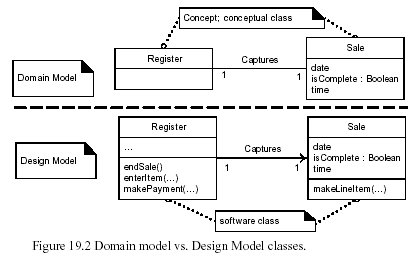 Concept; conceptual class
Register
Captures
1
1
Sale
date
isComplete : Boolean
time
Domain Model
Design Model
Register
...
endSale()
enterItem(...)
makePayment(...)
Captures
1
1
Sale
date
isComplete : Boolean
time
makeLineItem(...)
software class
Figure 19.2 Domain model vs. Design Model classes.